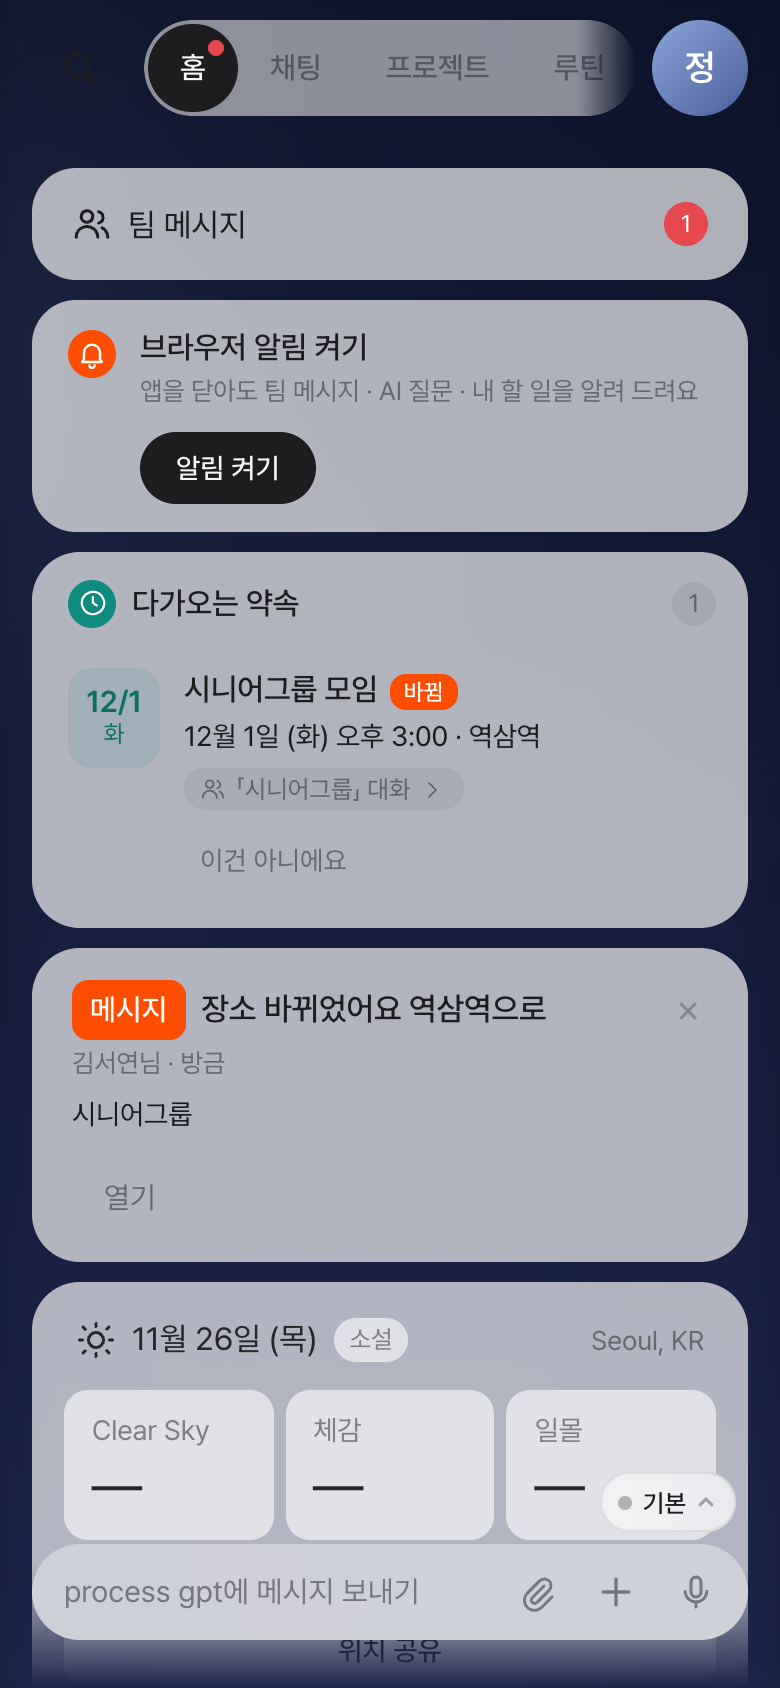 홈 채팅 프로젝트 루틴 정
팀 메시지 1
브라우저 알림 켜기
앱을 닫아도 팀 메시지 · AI 질문 · 내 할 일을 알려 드려요
알림 켜기
다가오는 약속 1
12/1
화
시니어그룹 모임 바뀜
12월 1일 (화) 오후 3:00 · 역삼역
「시니어그룹」 대화
이건 아니에요
메시지 장소 바뀌었어요 역삼역으로
김서연님 · 방금
시니어그룹
열기
11월 26일 (목) 소설 Seoul, KR
Clear Sky 체감 일몰
— — —
기본
process gpt에 메시지 보내기
위치 공유